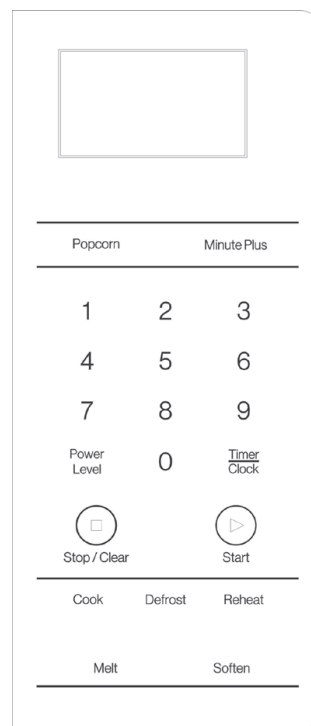 Popcorn Minute Plus
1 2 3
4 5 6
7 8 9
Power Level 0 Timer Clock
Stop / Clear Start
Cook Defrost Reheat
Melt Soften